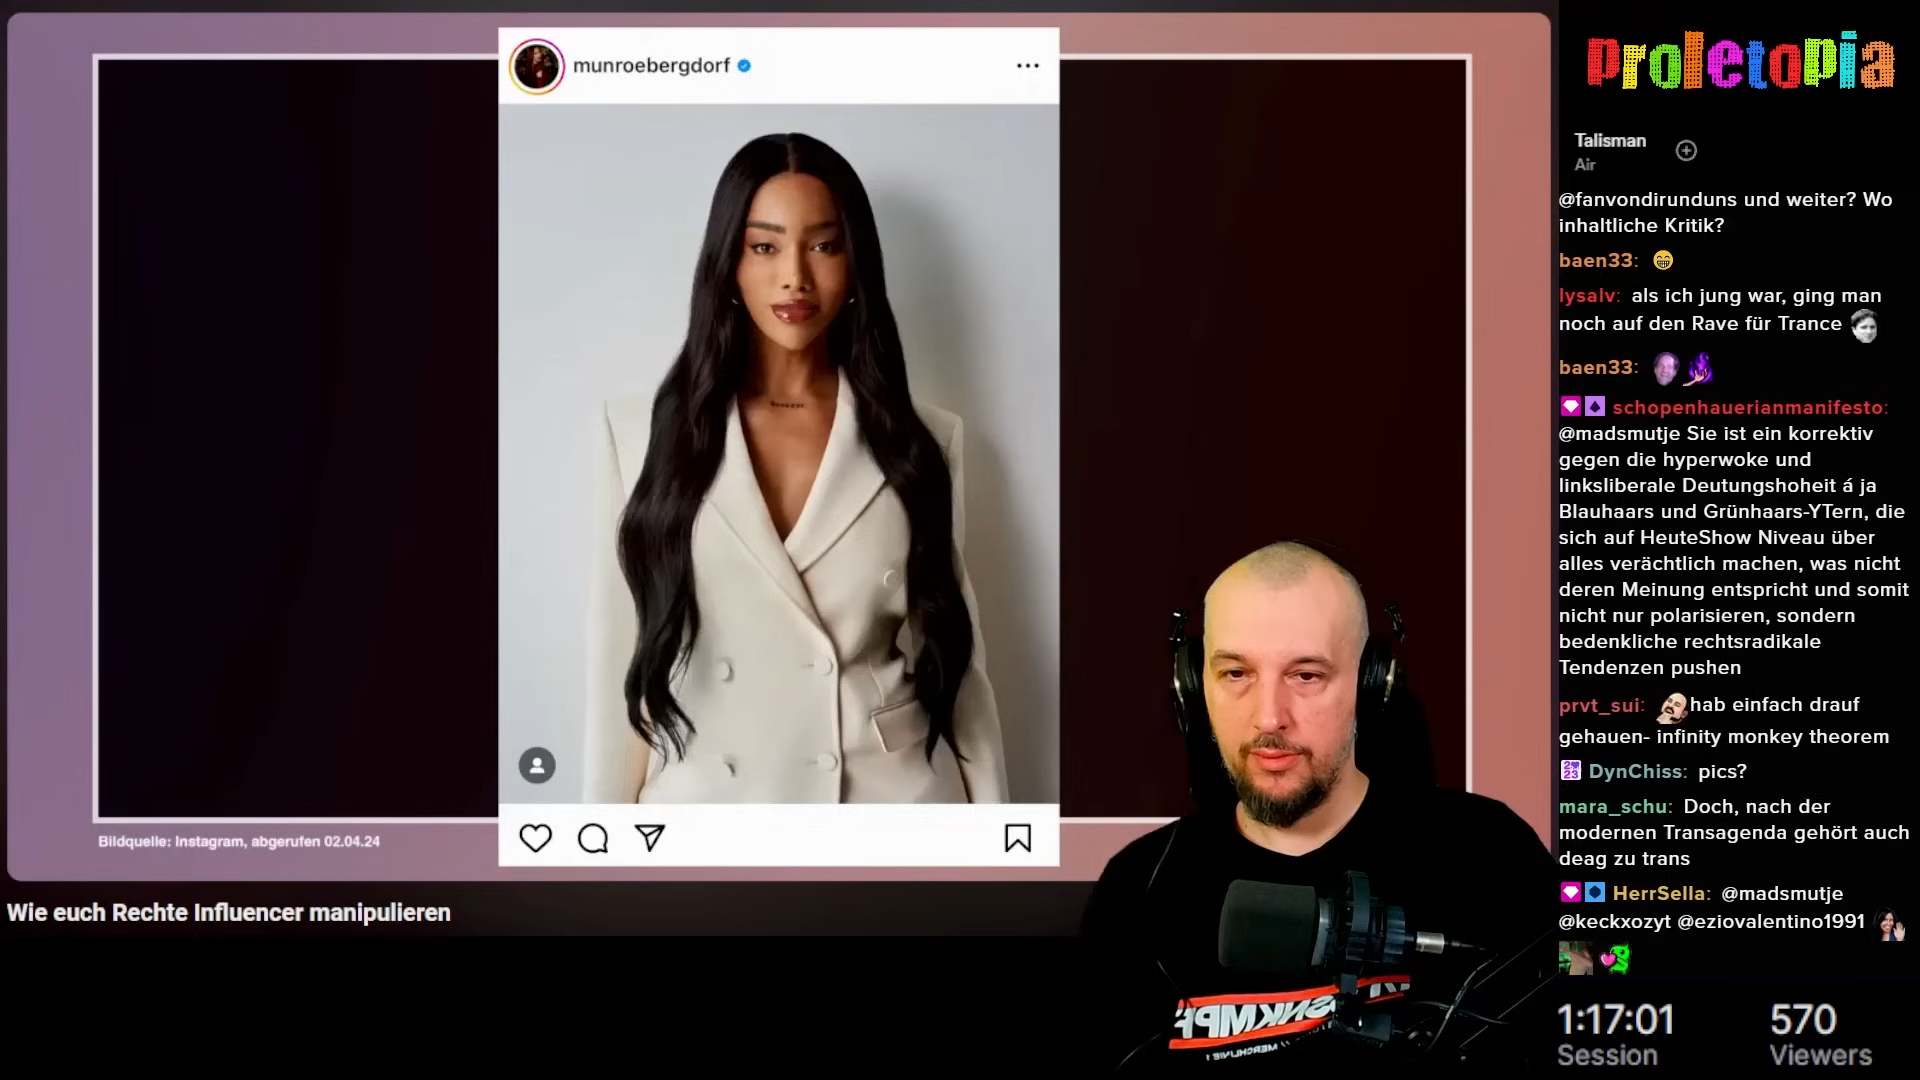 munroebergdorf
Bildquelle: Instagram, abgerufen 02.04.24
Wie euch Rechte Influencer manipulieren
Proletopia
Talisman
Air
@fanvondirunduns und weiter? Wo
inhaltliche Kritik?
baen33:
lysalv: als ich jung war, ging man
noch auf den Rave für Trance
baen33:
schopenhauerianmanifesto:
@madsmutje Sie ist ein korrektiv
gegen die hyperwoke und
linksliberale Deutungshoheit á ja
Blauhaars und Grünhaars-YTern, die
sich auf HeuteShow Niveau über
alles verächtlich machen, was nicht
deren Meinung entspricht und somit
nicht nur polarisieren, sondern
bedenkliche rechtsradikale
Tendenzen pushen
prvt_sui: hab einfach drauf
gehauen- infinity monkey theorem
DynChiss: pics?
mara_schu: Doch, nach der
modernen Transagenda gehört auch
deag zu trans
HerrSella: @madsmutje
@keckxozyt @eziovalentino1991
1:17:01
Session
570
Viewers